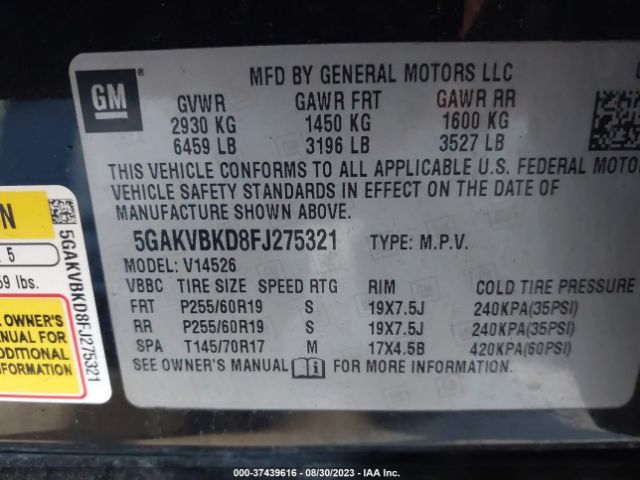 GM
®
MFD BY GENERAL MOTORS LLC
GVWR GAWR FRT GAWR RR
2930 KG 1450 KG 1600 KG
6459 LB 3196 LB 3527 LB
THIS VEHICLE CONFORMS TO ALL APPLICABLE U.S. FEDERAL MOTOR
VEHICLE SAFETY STANDARDS IN EFFECT ON THE DATE OF
MANUFACTURE SHOWN ABOVE.
5GAKVBKD8FJ275321 TYPE: M.P.V.
MODEL: V14526
VBBC TIRE SIZE SPEED RTG RIM COLD TIRE PRESSURE
FRT P255/60R19 S 19X7.5J 240KPA(35PSI)
RR P255/60R19 S 19X7.5J 240KPA(35PSI)
SPA T145/70R17 M 17X4.5B 420KPA(60PSI)
SEE OWNER'S MANUAL FOR MORE INFORMATION.
N
5
59 lbs.
OWNER'S
MANUAL FOR
ADDITIONAL
INFORMATION
5GAKVBKD8FJ275321
000-37439616 - 08/30/2023 - IAA Inc.